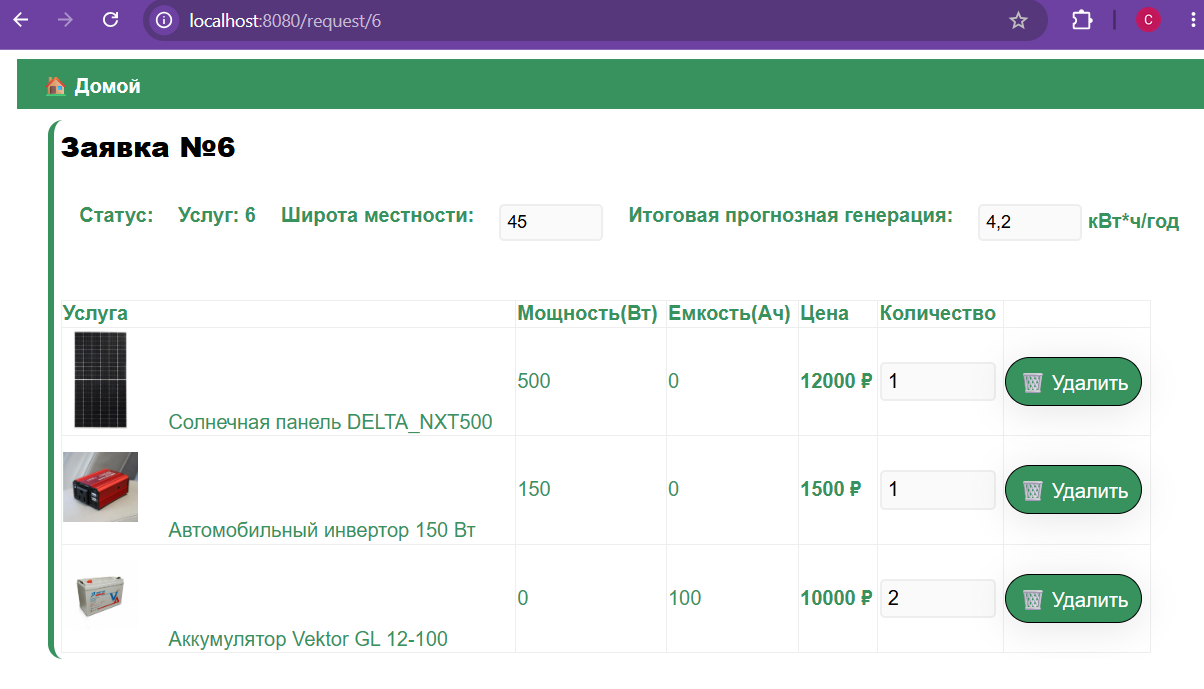 localhost:8080/request/6
C
Домой
Заявка №6
Статус: Услуг: 6 Широта местности: 45 Итоговая прогнозная генерация: 4,2 кВт*ч/год
Услуга Мощность(Вт) Емкость(Ач) Цена Количество
Солнечная панель DELTA_NXT500 500 0 12000 ₽ 1 Удалить
Автомобильный инвертор 150 Вт 150 0 1500 ₽ 1 Удалить
Аккумулятор Vektor GL 12-100 0 100 10000 ₽ 2 Удалить